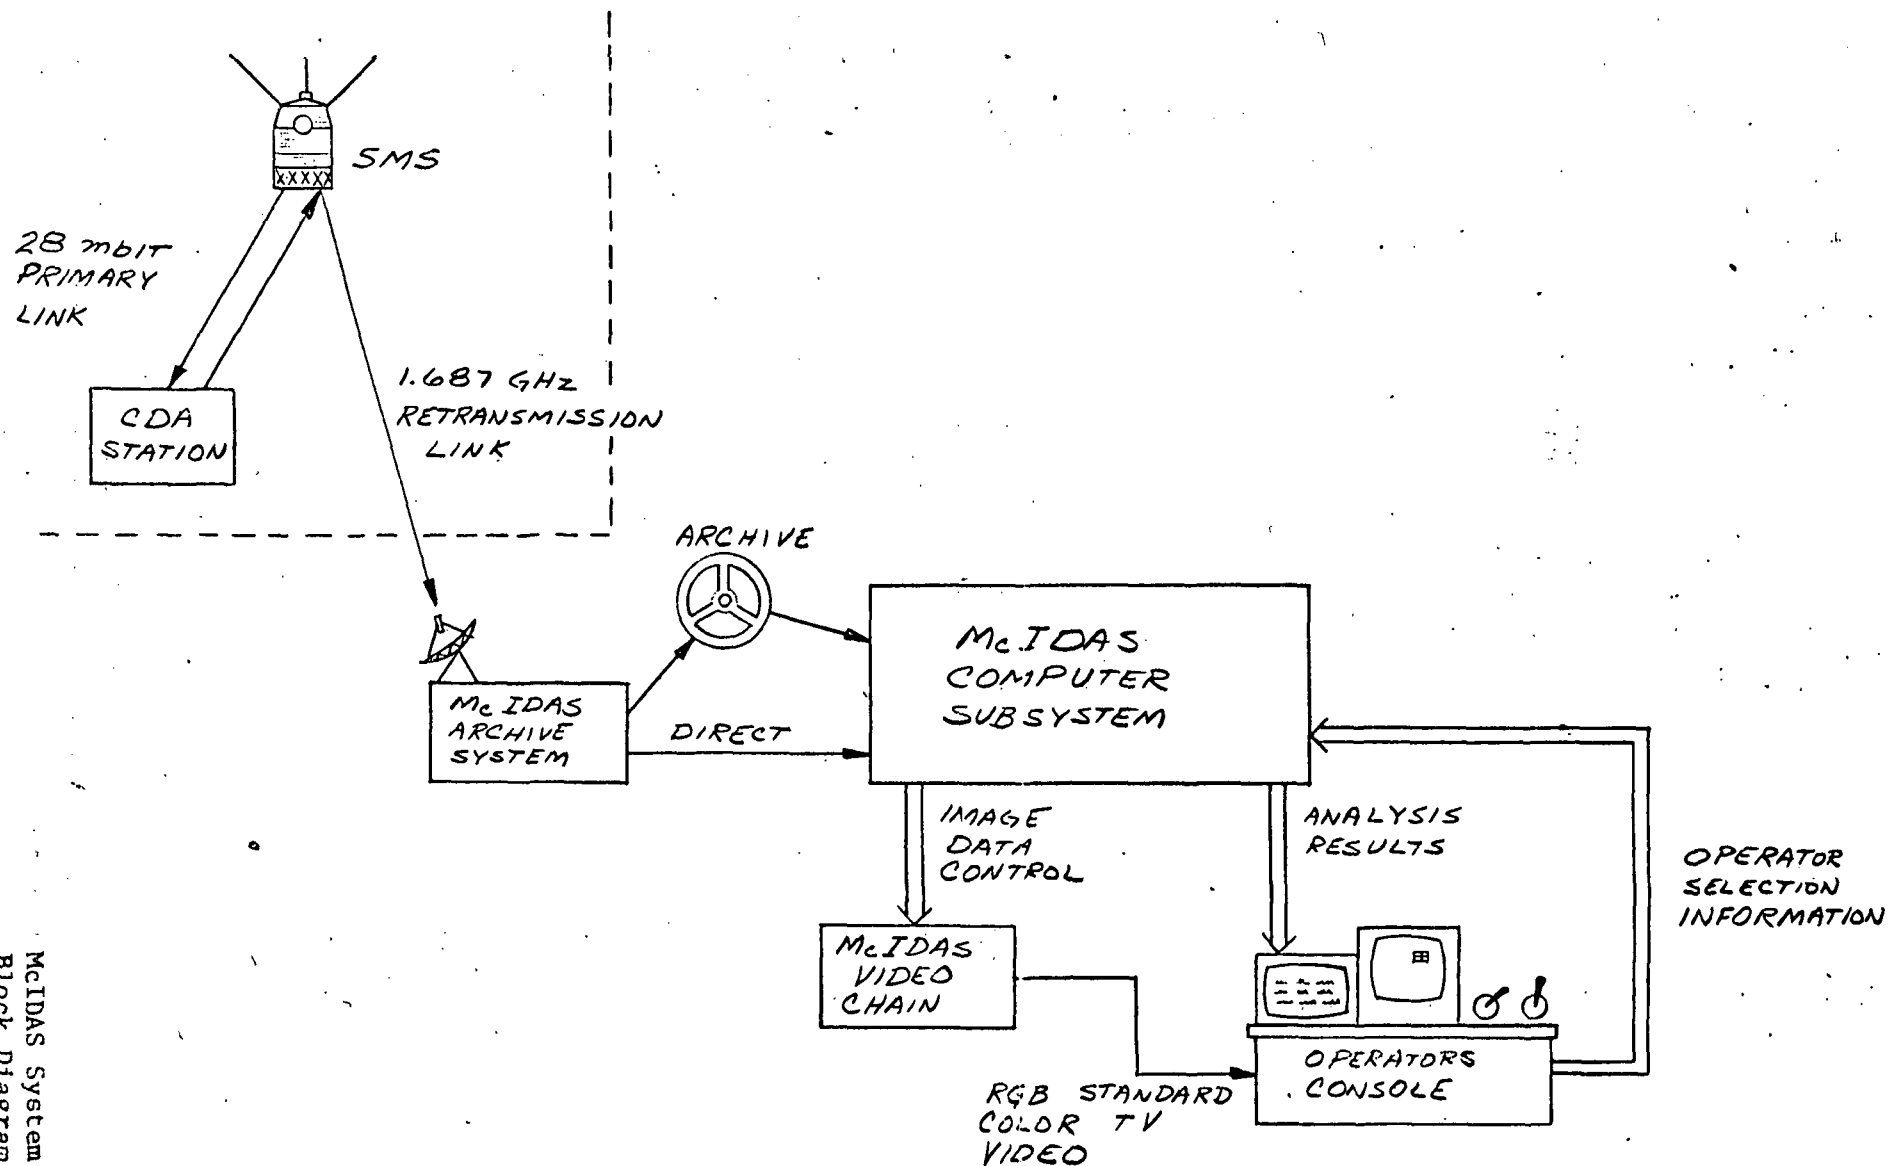 SMS
28 mbIT
PRIMARY
LINK
CDA
STATION
1.687 GHz
RETRANSMISSION
LINK
ARCHIVE
McIDAS
ARCHIVE
SYSTEM
DIRECT
McIDAS
COMPUTER
SUBSYSTEM
IMAGE
DATA
CONTROL
ANALYSIS
RESULTS
OPERATOR
SELECTION
INFORMATION
McIDAS
VIDEO
CHAIN
RGB STANDARD
COLOR TV
VIDEO
OPERATORS
CONSOLE
McIDAS System
Block Diagram